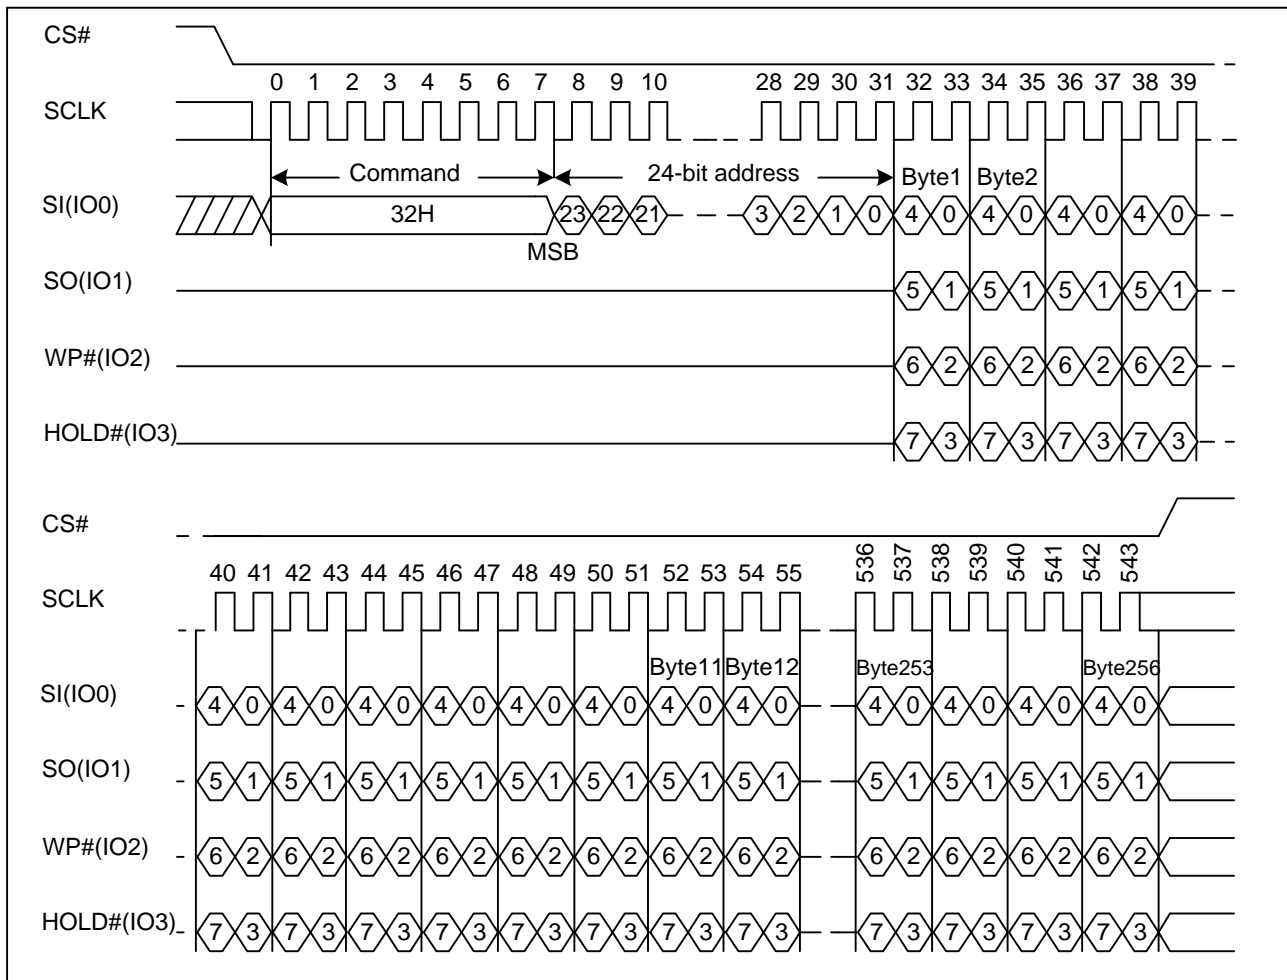 CS#
0 1 2 3 4 5 6 7 8 9 10 28 29 30 31 32 33 34 35 36 37 38 39
SCLK
Command 24-bit address Byte1 Byte2
SI(IO0) 32H 23 22 21 3 2 1 0 4 0 4 0 4 0 4 0
MSB
SO(IO1) 5 1 5 1 5 1 5 1
WP#(IO2) 6 2 6 2 6 2 6 2
HOLD#(IO3) 7 3 7 3 7 3 7 3
CS#
40 41 42 43 44 45 46 47 48 49 50 51 52 53 54 55 536 537 538 539 540 541 542 543
SCLK
Byte11 Byte12 Byte253 Byte256
SI(IO0) 4 0 4 0 4 0 4 0 4 0 4 0 4 0 4 0 4 0 4 0 4 0 4 0
SO(IO1) 5 1 5 1 5 1 5 1 5 1 5 1 5 1 5 1 5 1 5 1 5 1 5 1
WP#(IO2) 6 2 6 2 6 2 6 2 6 2 6 2 6 2 6 2 6 2 6 2 6 2 6 2
HOLD#(IO3) 7 3 7 3 7 3 7 3 7 3 7 3 7 3 7 3 7 3 7 3 7 3 7 3